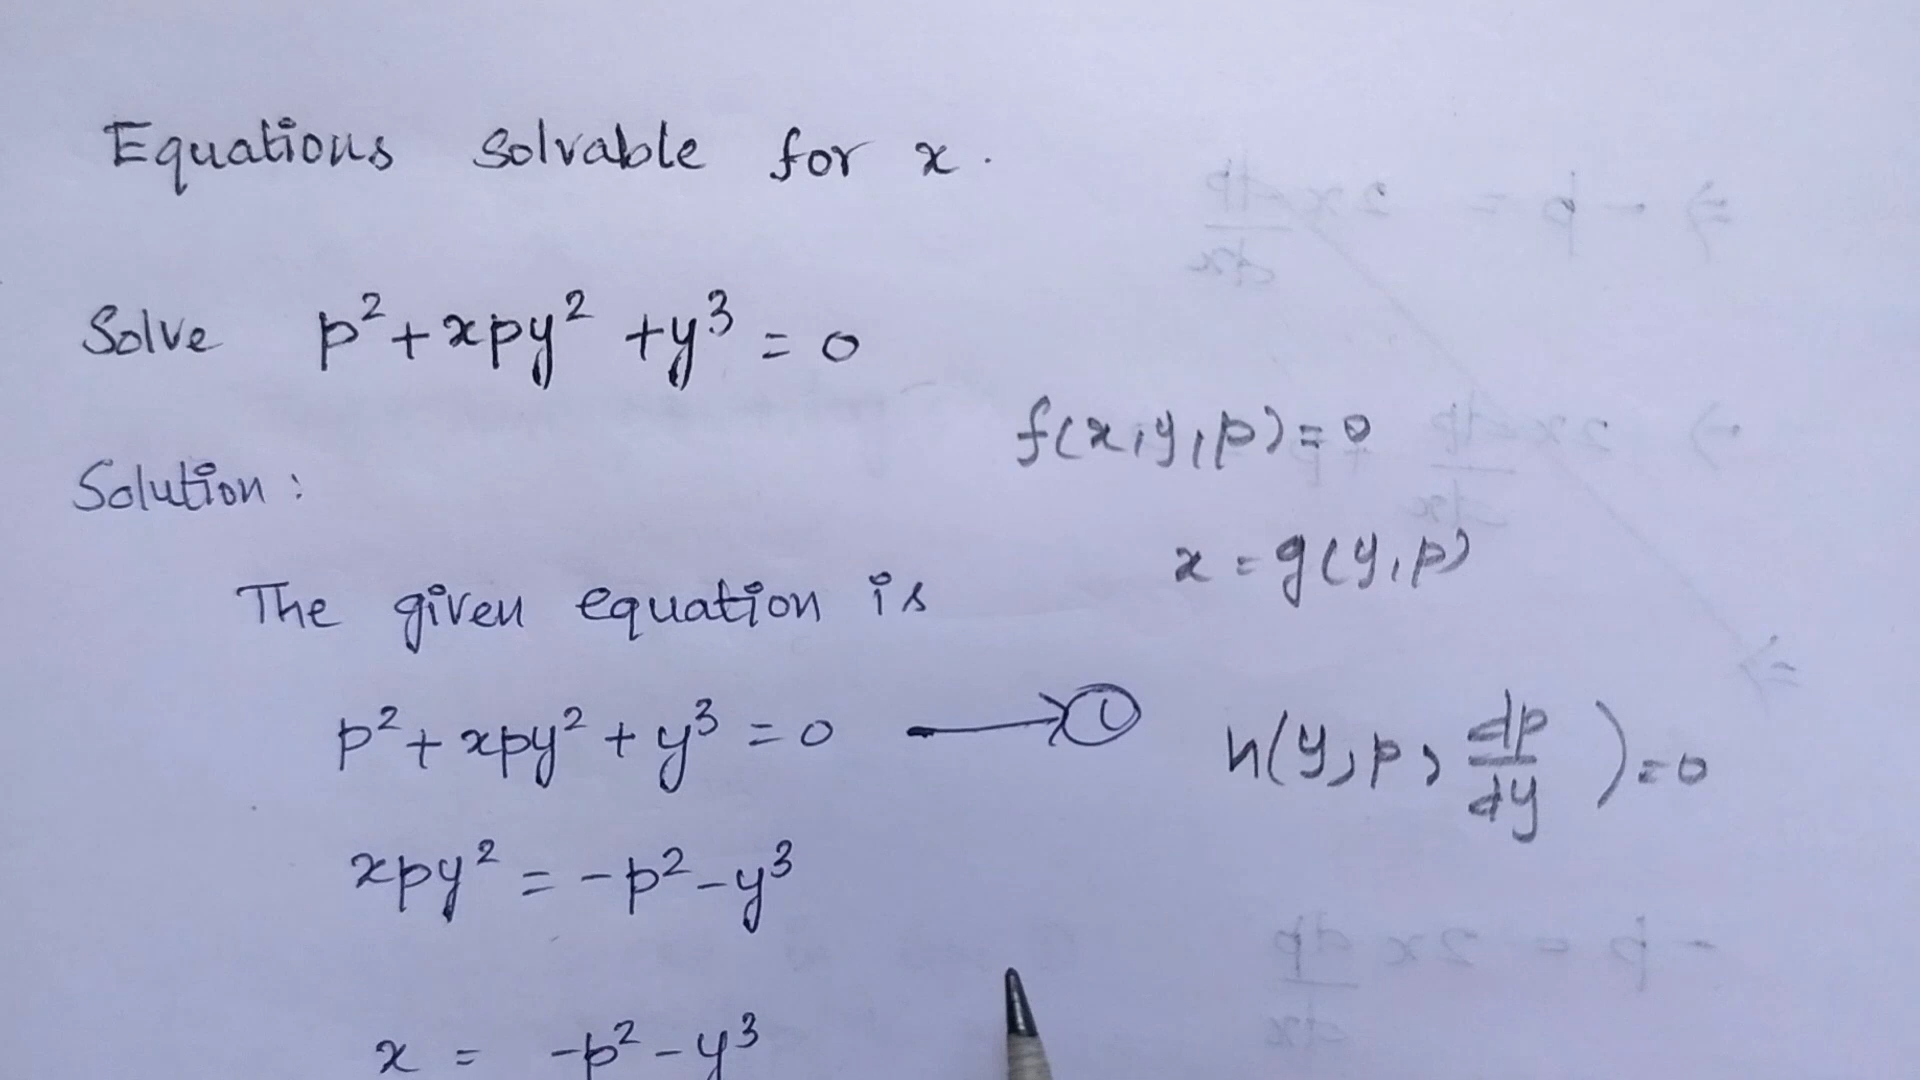 Equations solvable for x.
Solve p²+xpy²+y³=0
Solution:
The given equation is
p²+xpy²+y³=0 → ①
xpy²=-p²-y³
x = -p²-y³
f(x,y,p)=0
x=g(y,p)
h(y,p,dp/dy)=0